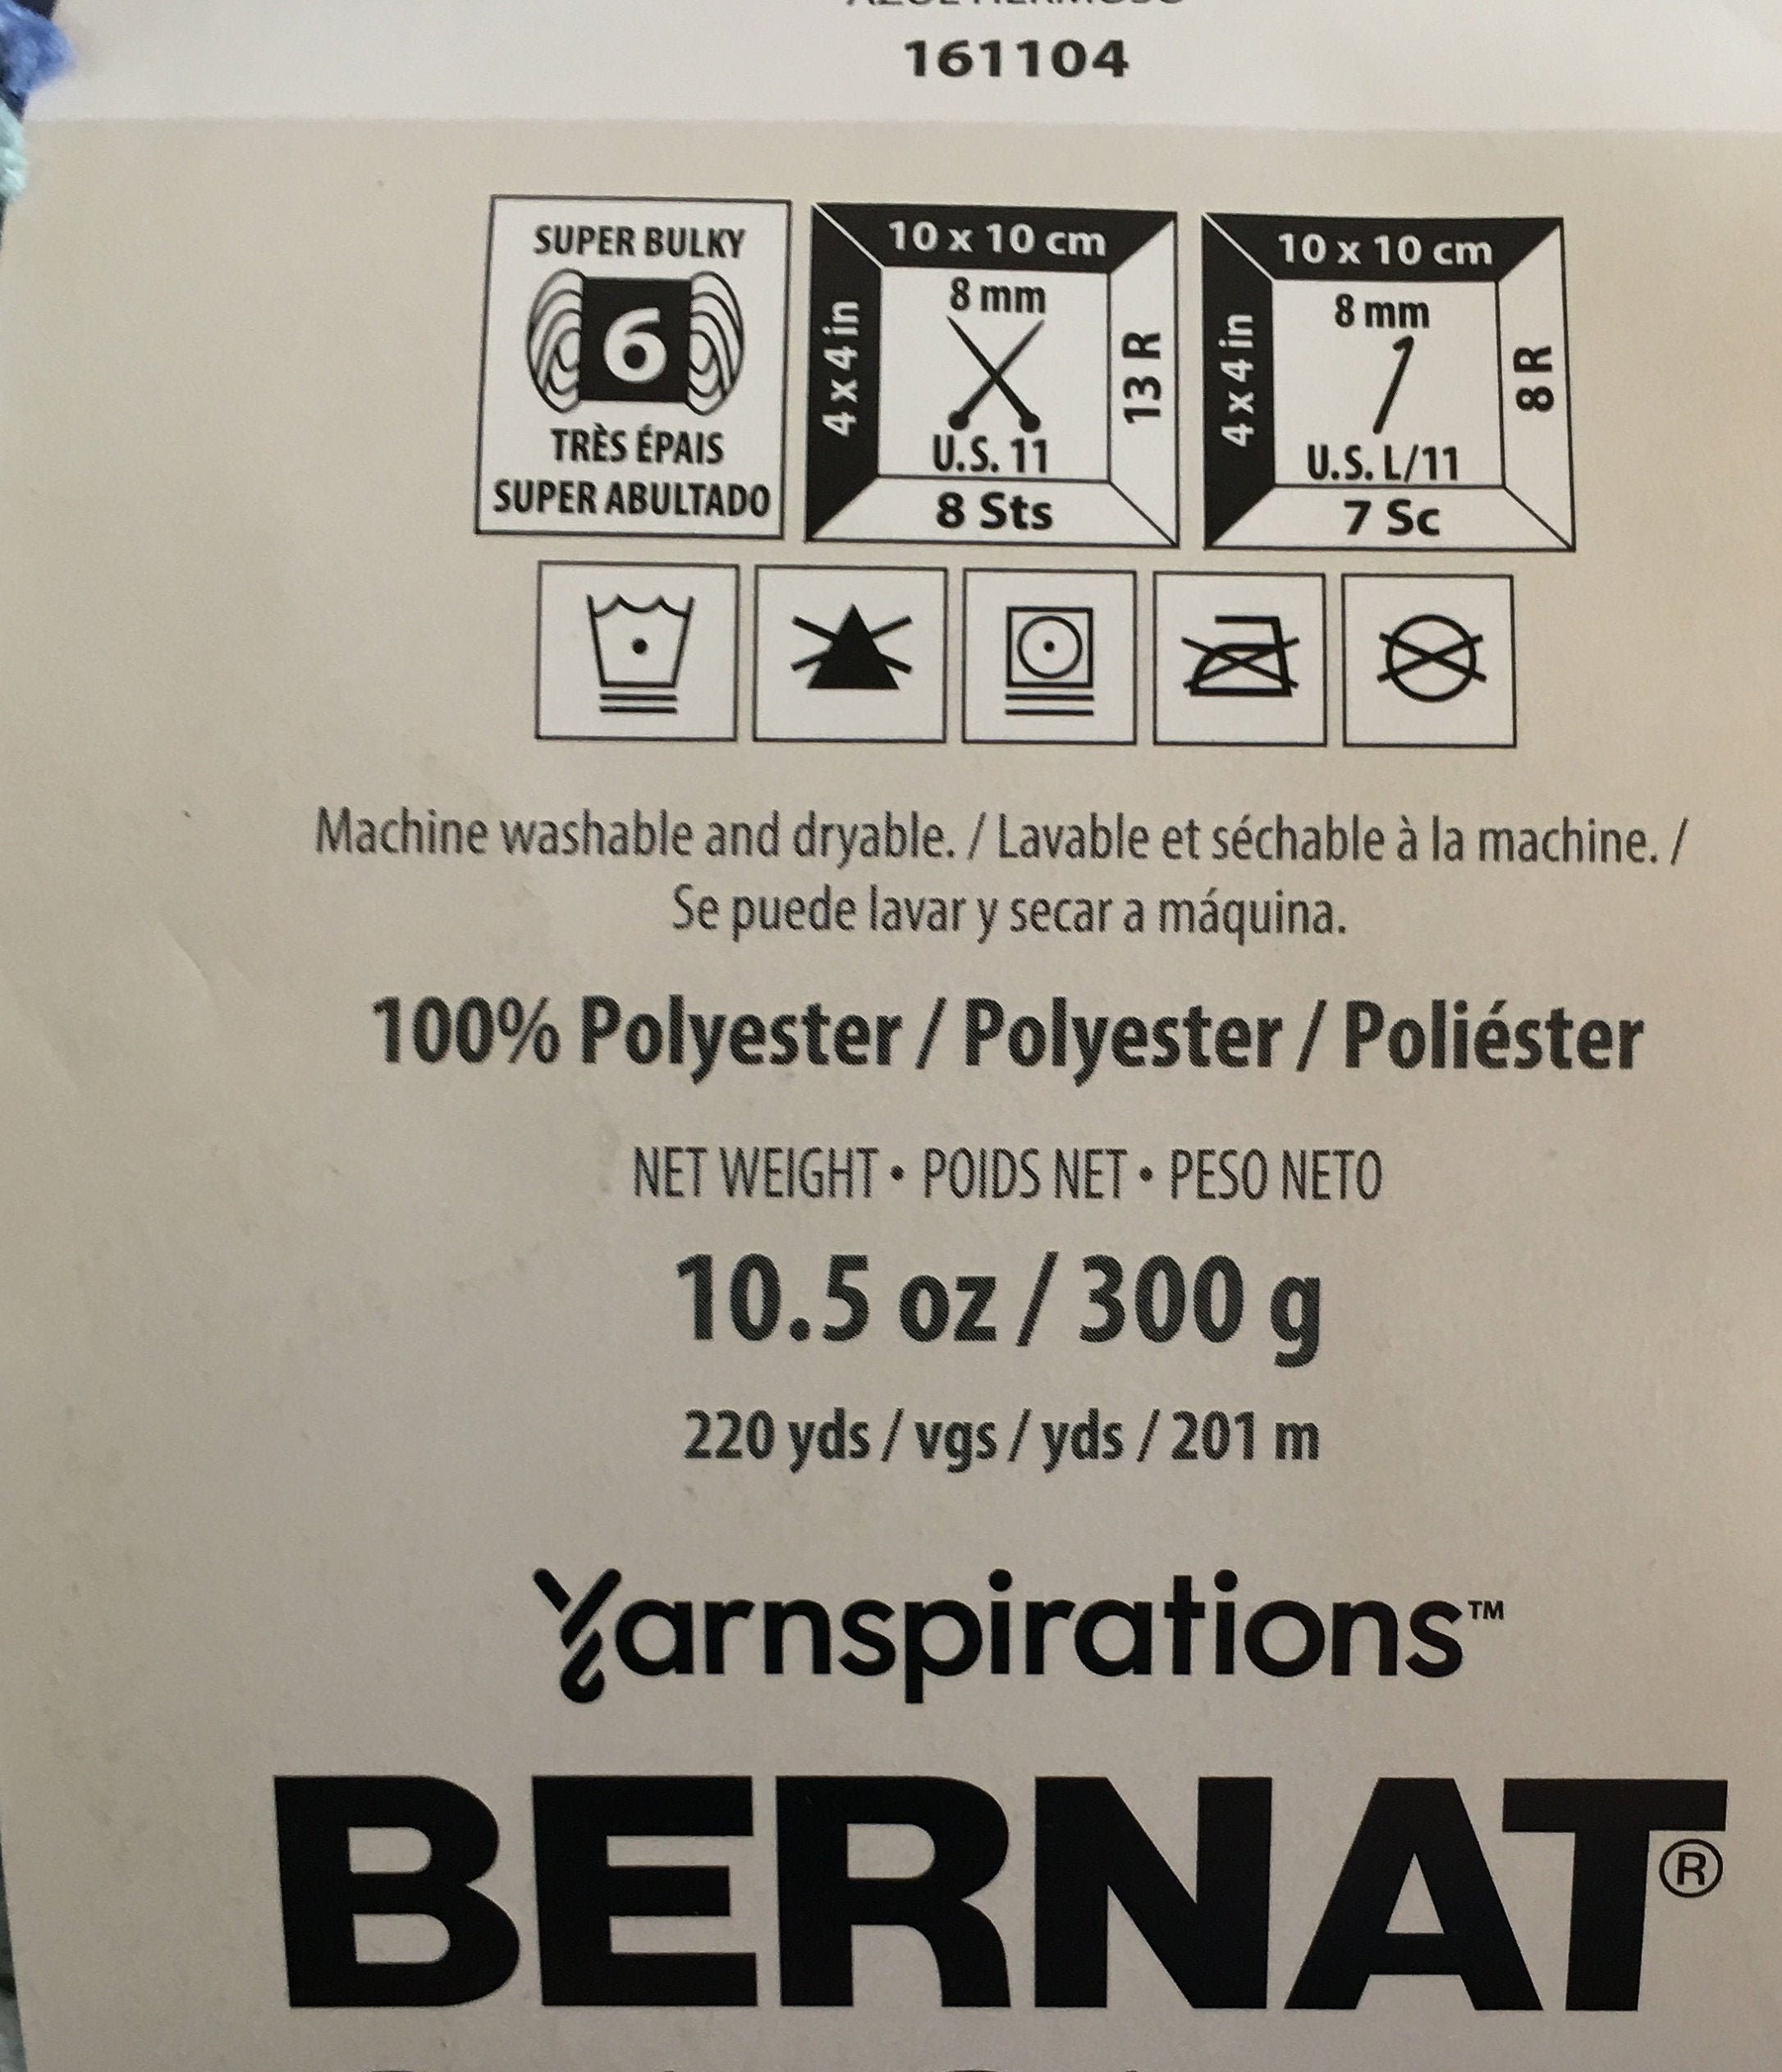 AZUL HERMOSO
161104
SUPER BULKY
6
TRÈS ÉPAIS
SUPER ABULTADO
10 x 10 cm
4 x 4 in
8 mm
U.S. 11
13 R
8 Sts
10 x 10 cm
4 x 4 in
8 mm
U.S. L/11
8 R
7 Sc
Machine washable and dryable. / Lavable et séchable à la machine. /
Se puede lavar y secar a máquina.
100% Polyester / Polyester / Poliéster
NET WEIGHT • POIDS NET • PESO NETO
10.5 oz / 300 g
220 yds / vgs / yds / 201 m
Yarnspirations™
BERNAT®